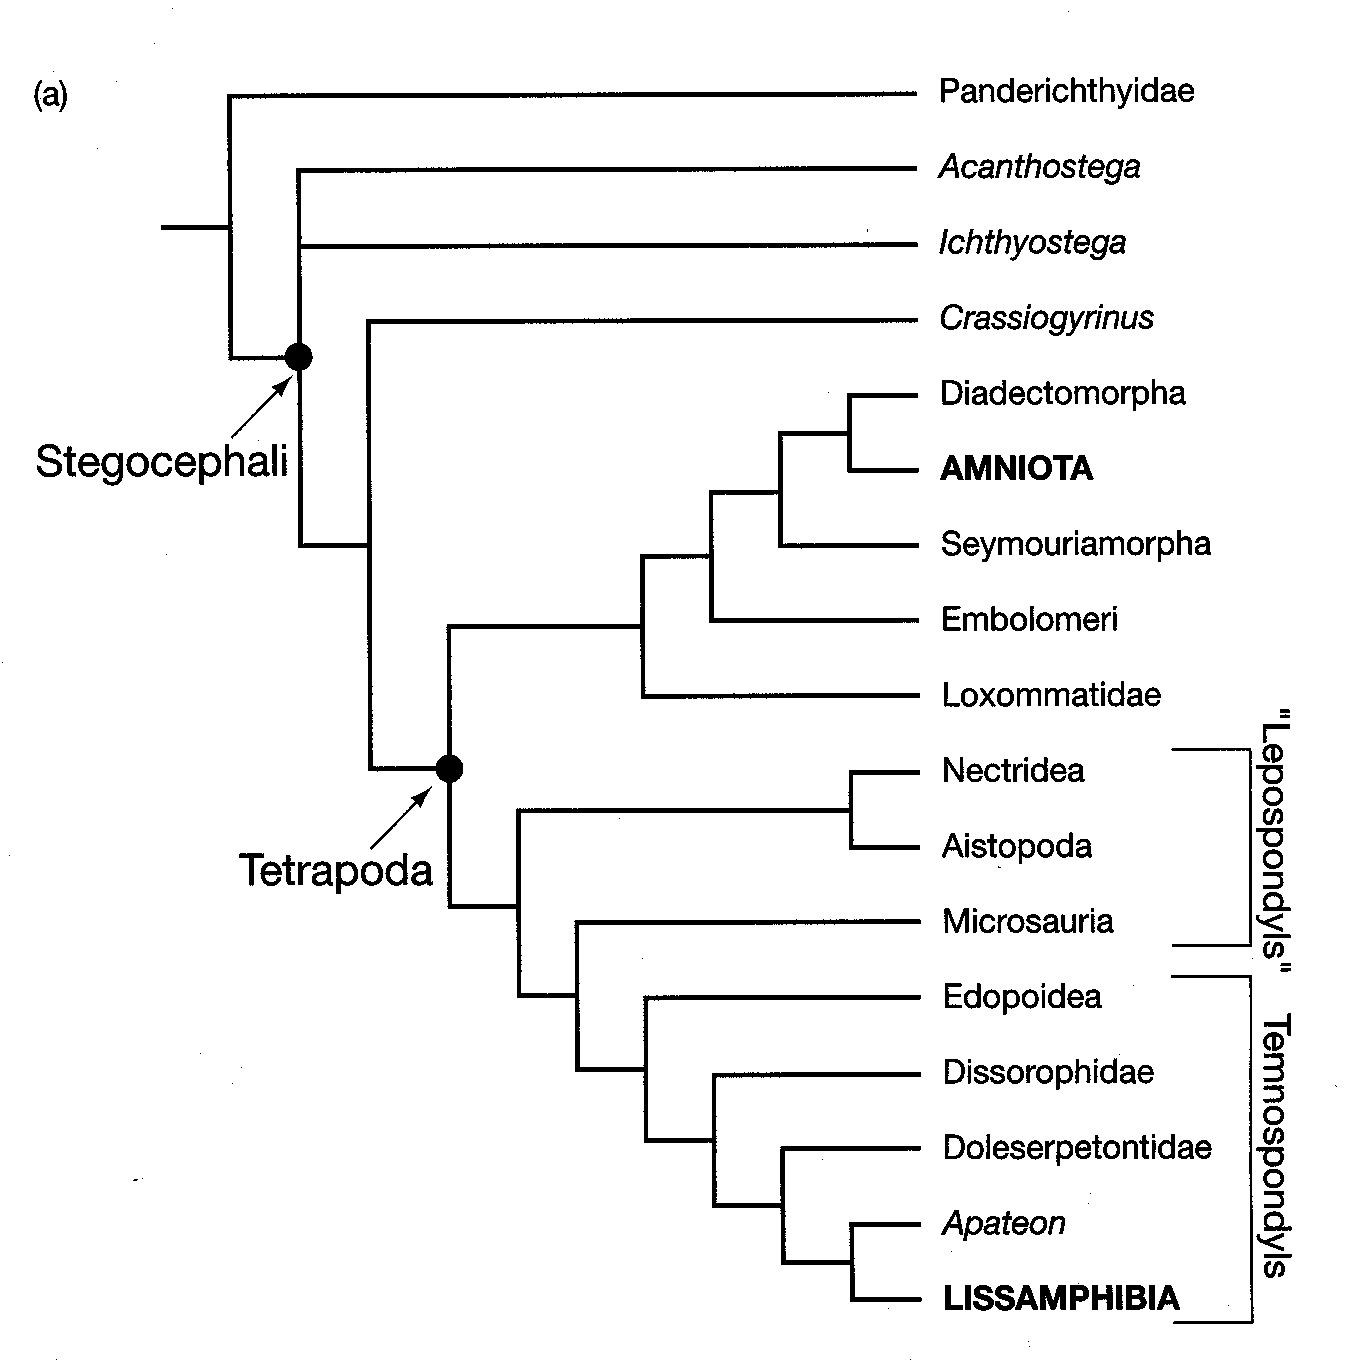 (a)
Panderichthyidae
Acanthostega
Ichthyostega
Crassiogyrinus
Diadectomorpha
AMNIOTA
Stegocephali
Seymouriamorpha
Embolomeri
Loxommatidae
Nectridea
Aistopoda
Tetrapoda
Microsauria
"Lepospondyls"
Edopoidea
Dissorophidae
Doleserpetontidae
Apateon
LISSAMPHIBIA
Temnospondyls